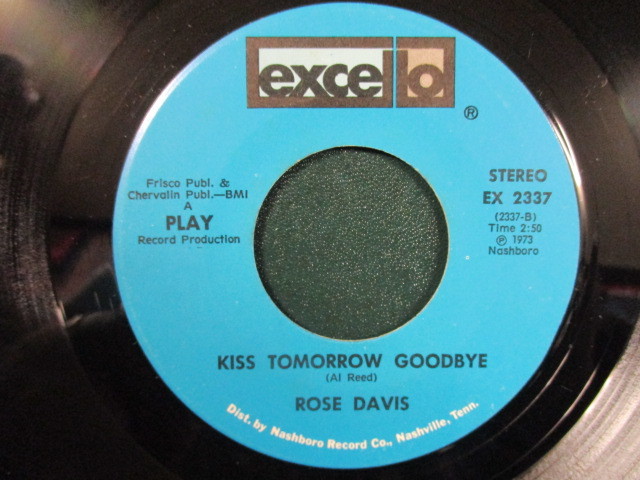 excello
®
Frisco Publ. &
Chervalin Publ.—BMI
A
PLAY
Record Production
STEREO
EX 2337
(2337-B)
Time 2:50
℗ 1973
Nashboro
KISS TOMORROW GOODBYE
(Al Reed)
ROSE DAVIS
Dist. by Nashboro Record Co., Nashville, Tenn.